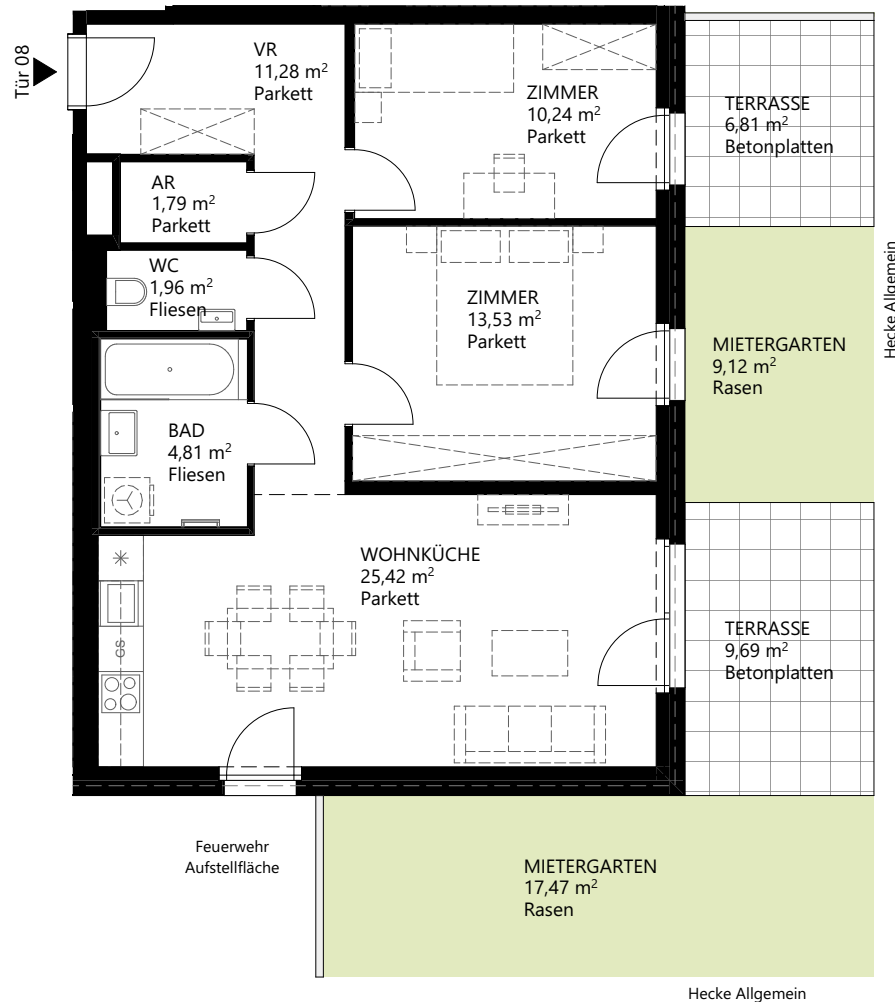 Tür 08
VR
11,28 m²
Parkett
ZIMMER
10,24 m²
Parkett
TERRASSE
6,81 m²
Betonplatten
AR
1,79 m²
Parkett
WC
1,96 m²
Fliesen
ZIMMER
13,53 m²
Parkett
Hecke Allgemein
MIETERGARTEN
9,12 m²
Rasen
BAD
4,81 m²
Fliesen
WOHNKÜCHE
25,42 m²
Parkett
GS
TERRASSE
9,69 m²
Betonplatten
Feuerwehr
Aufstellfläche
MIETERGARTEN
17,47 m²
Rasen
Hecke Allgemein